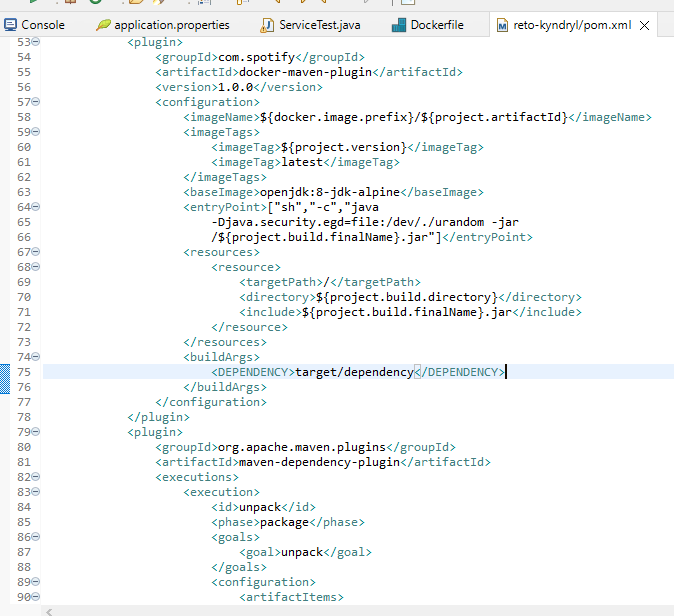 Console application.properties ServiceTest.java Dockerfile reto-kyndryl/pom.xml
53 <plugin>
54 <groupId>com.spotify</groupId>
55 <artifactId>docker-maven-plugin</artifactId>
56 <version>1.0.0</version>
57 <configuration>
58 <imageName>${docker.image.prefix}/${project.artifactId}</imageName>
59 <imageTags>
60 <imageTag>${project.version}</imageTag>
61 <imageTag>latest</imageTag>
62 </imageTags>
63 <baseImage>openjdk:8-jdk-alpine</baseImage>
64 <entryPoint>["sh","-c","java
65 -Djava.security.egd=file:/dev/./urandom -jar
66 /${project.build.finalName}.jar"]</entryPoint>
67 <resources>
68 <resource>
69 <targetPath>/</targetPath>
70 <directory>${project.build.directory}</directory>
71 <include>${project.build.finalName}.jar</include>
72 </resource>
73 </resources>
74 <buildArgs>
75 <DEPENDENCY>target/dependency</DEPENDENCY>
76 </buildArgs>
77 </configuration>
78 </plugin>
79 <plugin>
80 <groupId>org.apache.maven.plugins</groupId>
81 <artifactId>maven-dependency-plugin</artifactId>
82 <executions>
83 <execution>
84 <id>unpack</id>
85 <phase>package</phase>
86 <goals>
87 <goal>unpack</goal>
88 </goals>
89 <configuration>
90 <artifactItems>